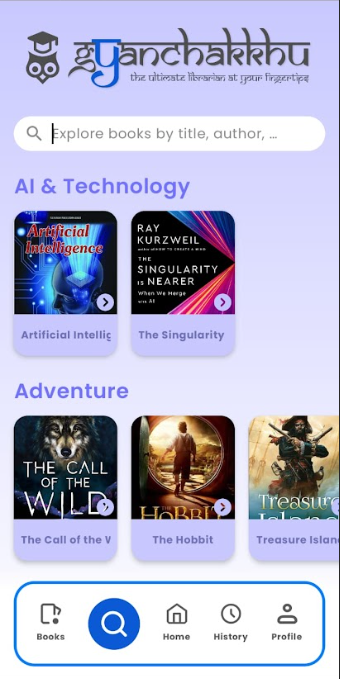 gyanchakkhu
the ultimate librarian at your fingertips
Explore books by title, author, ...
AI & Technology
Artificial
Intelligence
RAY
KURZWEIL
THE
SINGULARITY
IS NEARER
When We Merge
with AI
Artificial Intellig
The Singularity
Adventure
THE CALL
OF THE
WILD
THE
HOBBIT
Treasure
Island
The Call of the W
The Hobbit
Treasure Islan
Books
Home
History
Profile